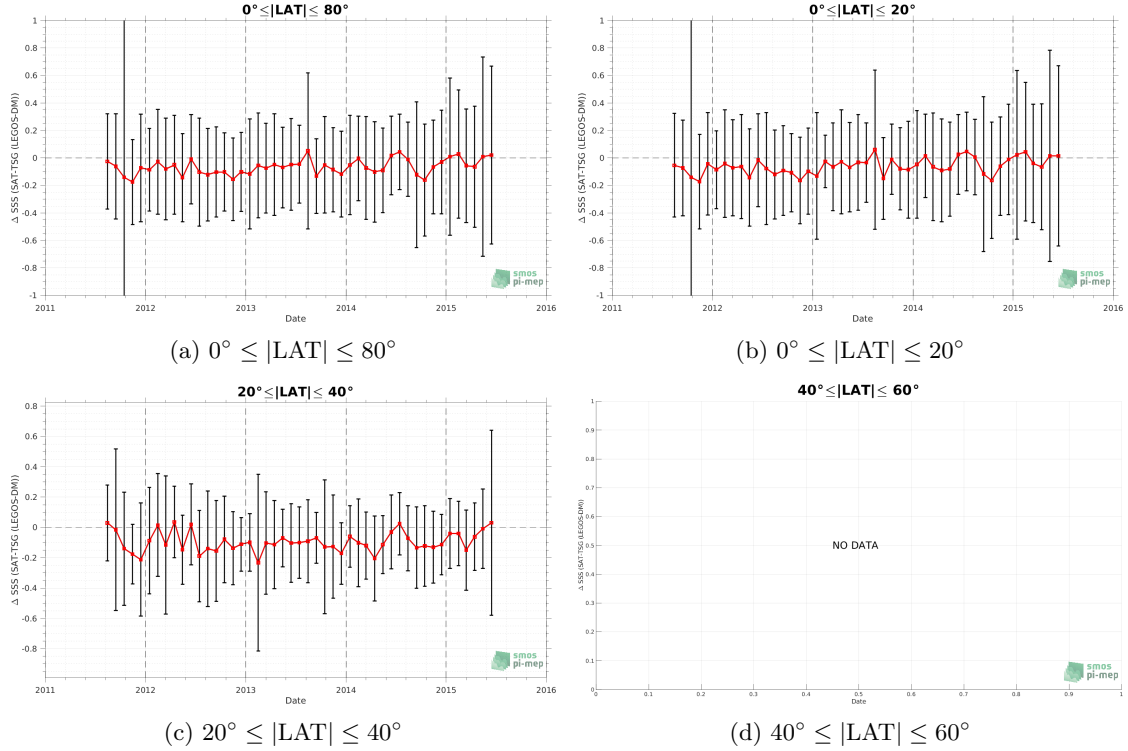 0°≤|LAT|≤ 80°
Δ SSS (SAT-TSG (LEGOS-DM))
1
0.8
0.6
0.4
0.2
0
-0.2
-0.4
-0.6
-0.8
-1
2011 2012 2013 2014 2015 2016
Date
smos
pi-mep
(a) 0° ≤ |LAT| ≤ 80°
0°≤|LAT|≤ 20°
Δ SSS (SAT-TSG (LEGOS-DM))
1
0.8
0.6
0.4
0.2
0
-0.2
-0.4
-0.6
-0.8
-1
2011 2012 2013 2014 2015 2016
Date
smos
pi-mep
(b) 0° ≤ |LAT| ≤ 20°
20°≤|LAT|≤ 40°
Δ SSS (SAT-TSG (LEGOS-DM))
0.8
0.6
0.4
0.2
0
-0.2
-0.4
-0.6
-0.8
2011 2012 2013 2014 2015 2016
Date
smos
pi-mep
(c) 20° ≤ |LAT| ≤ 40°
40°≤|LAT|≤ 60°
Δ SSS (SAT-TSG (LEGOS-DM))
1
0.9
0.8
0.7
0.6
0.5
0.4
0.3
0.2
0.1
0
NO DATA
0 0.1 0.2 0.3 0.4 0.5 0.6 0.7 0.8 0.9 1
Date
smos
pi-mep
(d) 40° ≤ |LAT| ≤ 60°